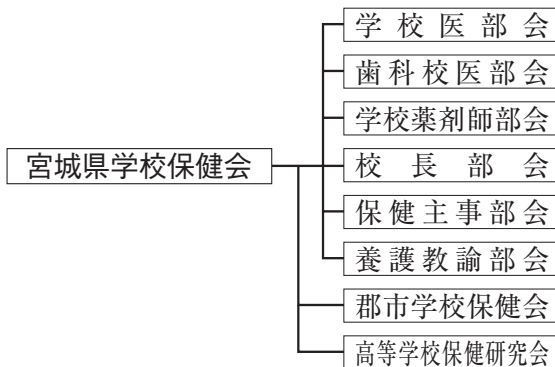 学校医部会
歯科校医部会
学校薬剤師部会
宮城県学校保健会
校長部会
保健主事部会
養護教諭部会
郡市学校保健会
高等学校保健研究会